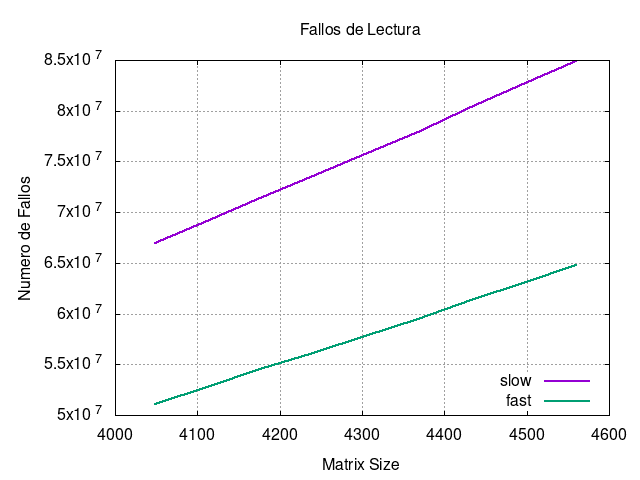 Fallos de Lectura
Numero de Fallos
8.5x10 7
8x10 7
7.5x10 7
7x10 7
6.5x10 7
6x10 7
5.5x10 7
5x10 7
4000 4100 4200 4300 4400 4500 4600
Matrix Size
slow
fast